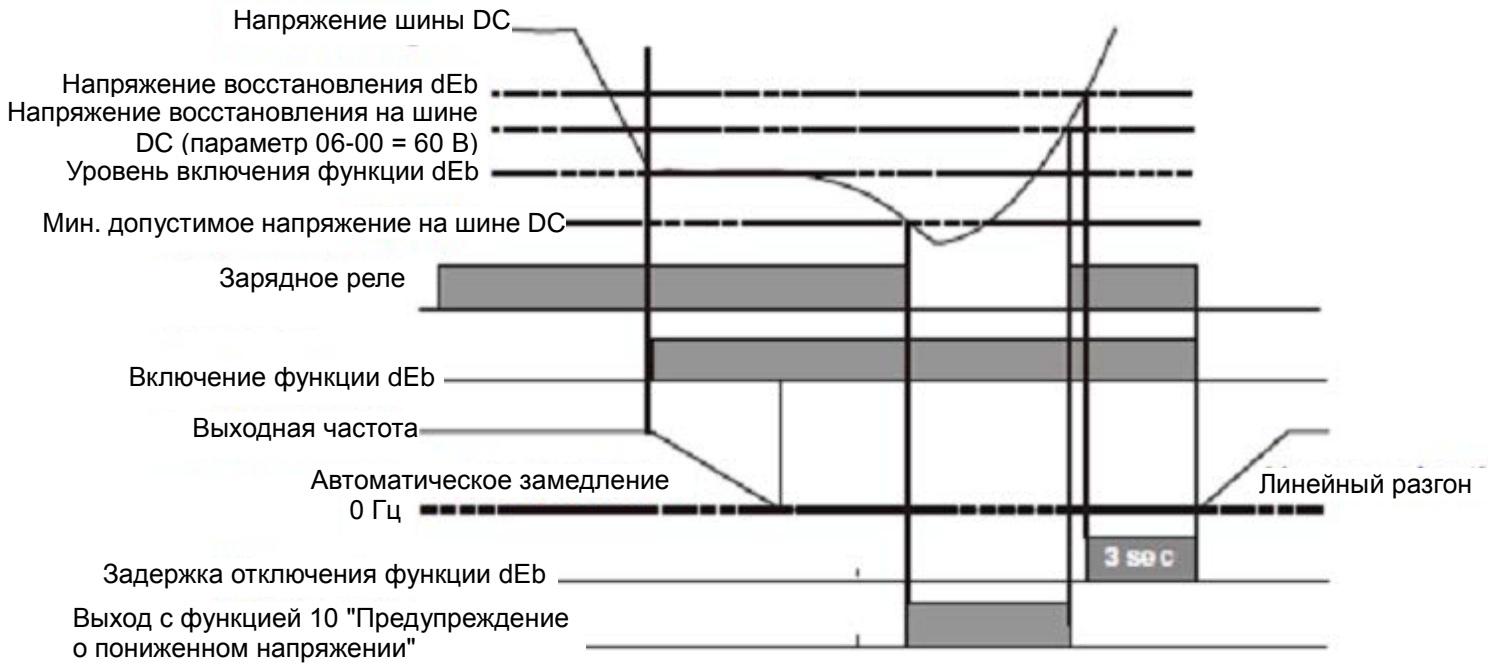 Напряжение шины DC
Напряжение восстановления dEb
Напряжение восстановления на шине
DC (параметр 06-00 = 60 В)
Уровень включения функции dEb
Мин. допустимое напряжение на шине DC
Зарядное реле
Включение функции dEb
Выходная частота
Автоматическое замедление
0 Гц
Линейный разгон
3 sec
Задержка отключения функции dEb
Выход с функцией 10 "Предупреждение
о пониженном напряжении"